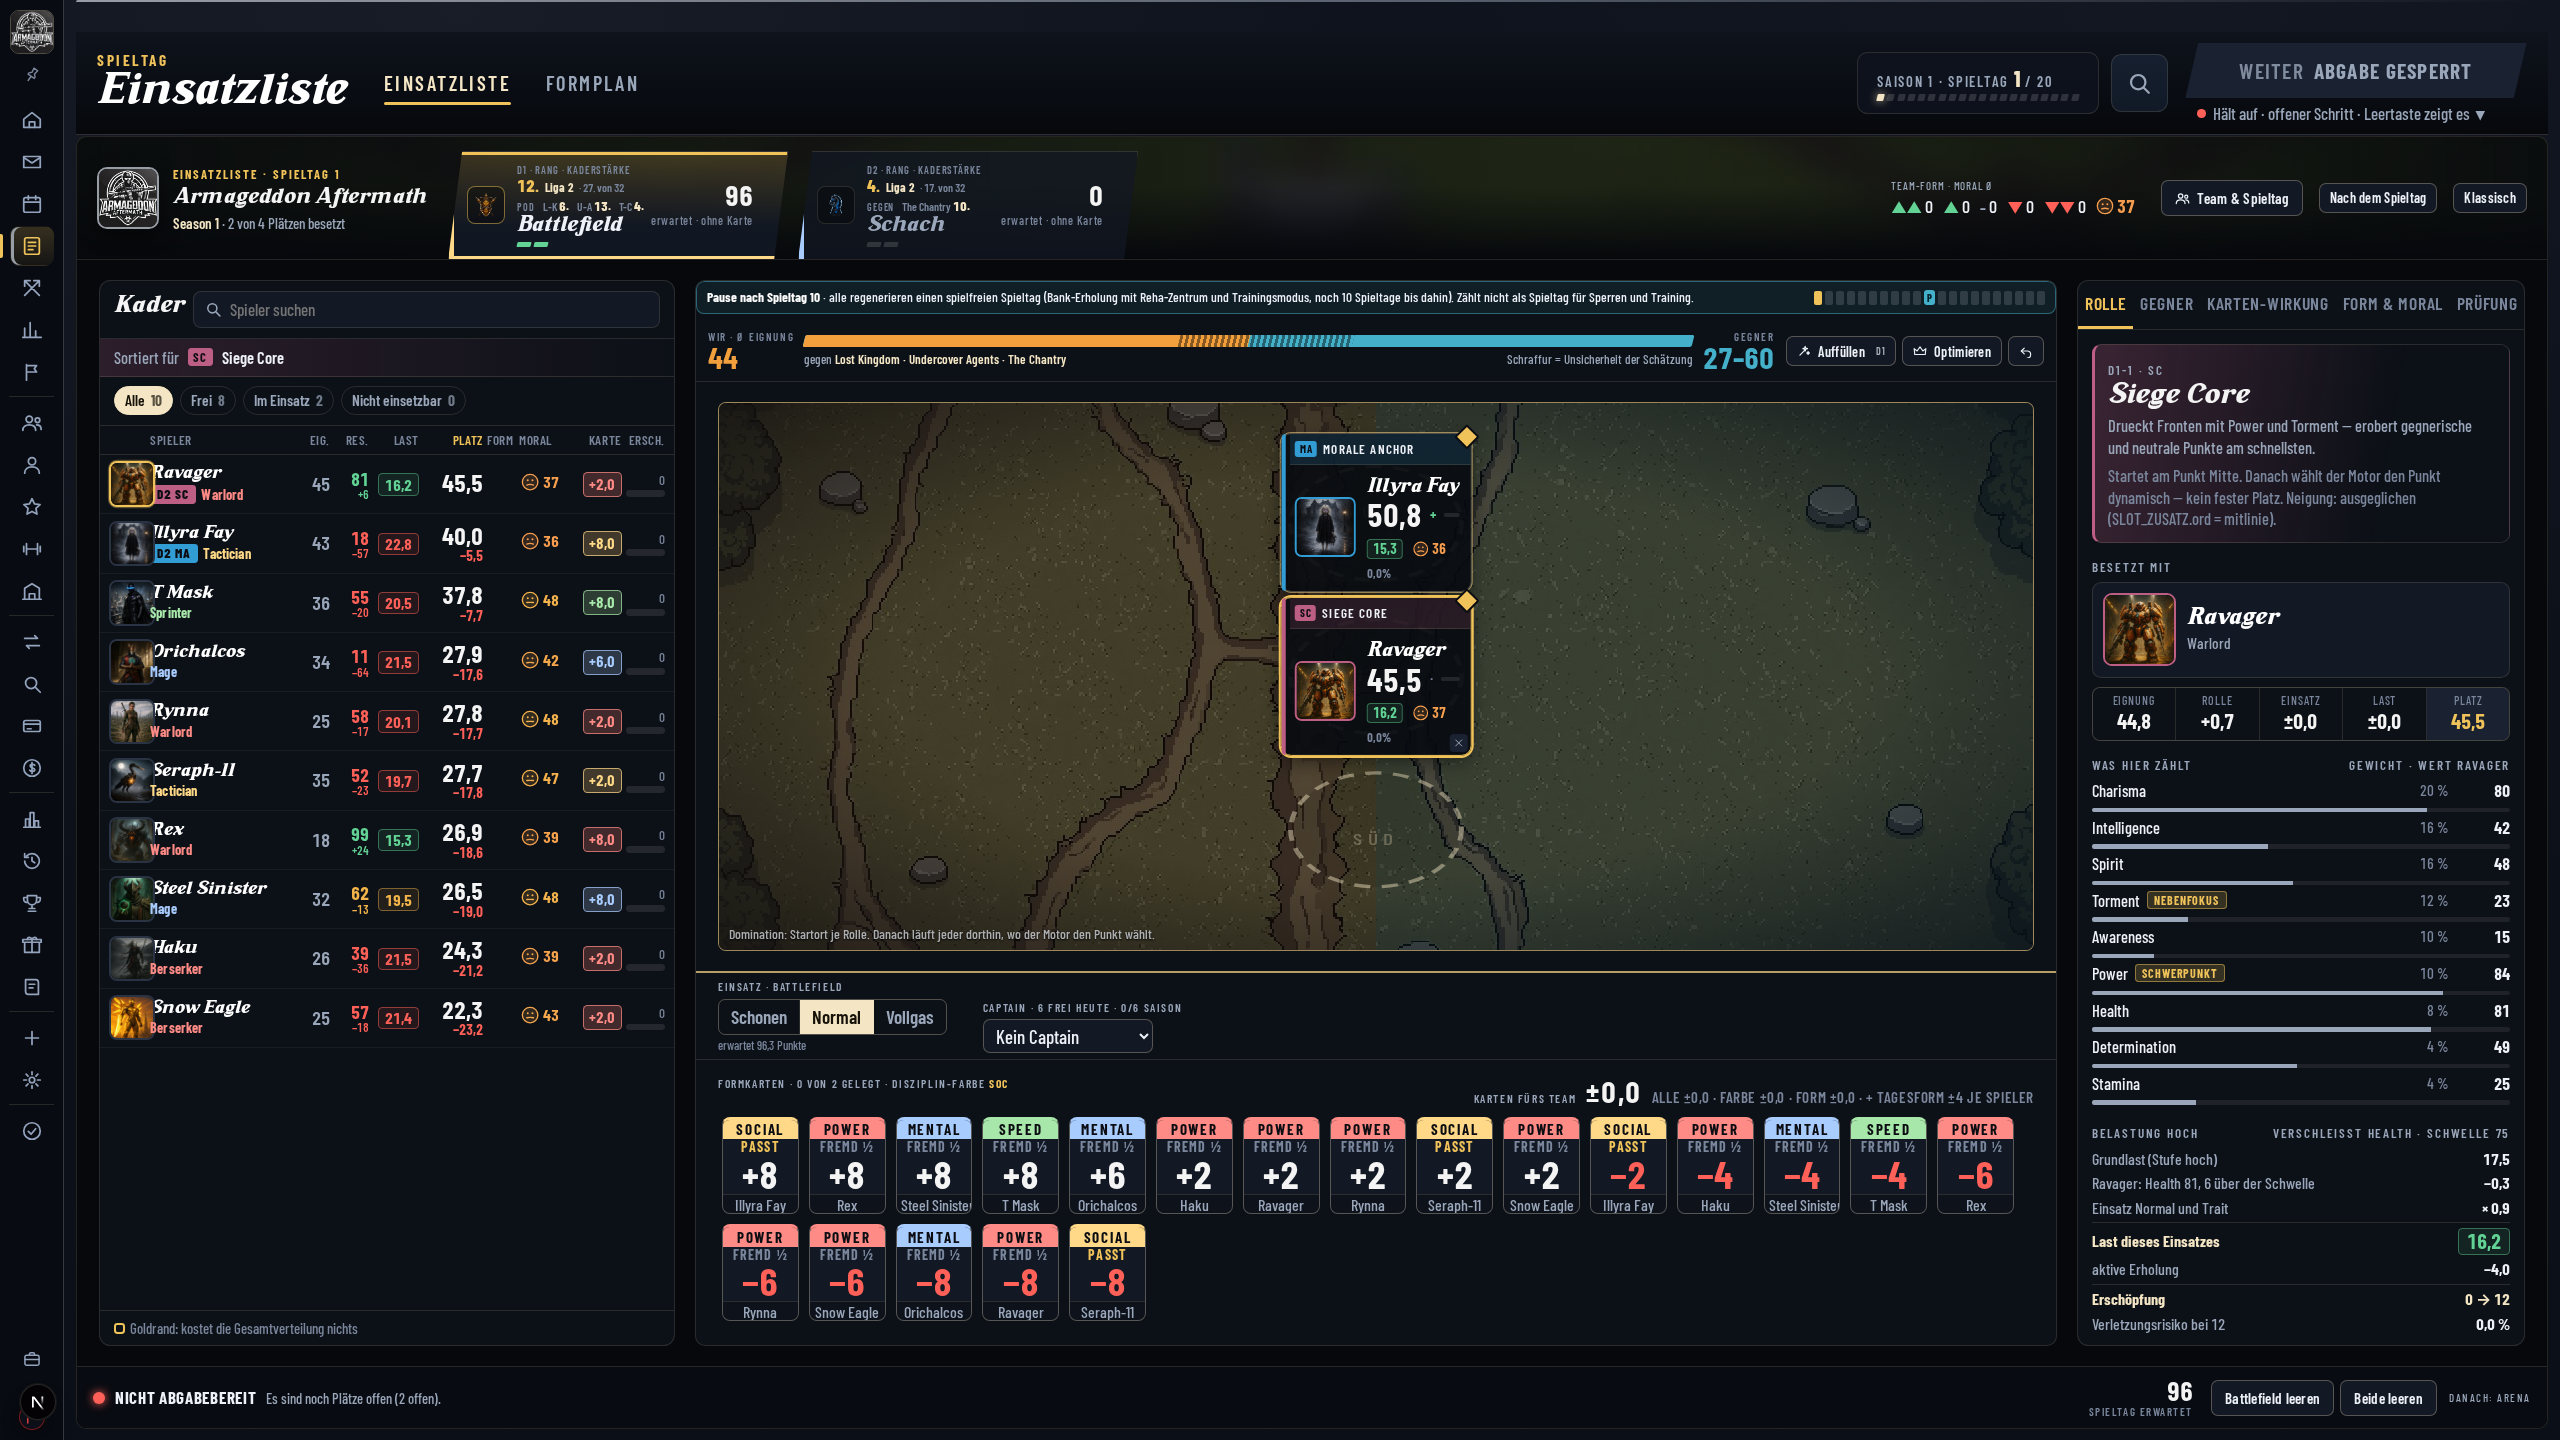 SPIELTAG
Einsatzliste
EINSATZLISTE
FORMPLAN
SAISON 1 · SPIELTAG 1 / 20
WEITER ABGABE GESPERRT
Hält auf · offener Schritt · Leertaste zeigt es ▼
EINSATZLISTE · SPIELTAG 1
Armageddon Aftermath
Season 1 · 2 von 4 Plätzen besetzt
D1 · RANG · KADERSTÄRKE
12. Liga 2 · 27. von 32
POD L-K 6. U-A 13. T-C 4.
Battlefield
96
erwartet · ohne Karte
D2 · RANG · KADERSTÄRKE
4. Liga 2 · 17. von 32
GEGEN The Chantry 10.
Schach
0
erwartet · ohne Karte
TEAM-FORM · MORAL Ø
▲▲ 0 ▲ 0 – 0 ▼ 0 ▼▼ 0 37
Team & Spieltag
Nach dem Spieltag
Klassisch
Kader
Spieler suchen
Sortiert für SC Siege Core
Alle 10
Frei 8
Im Einsatz 2
Nicht einsetzbar 0
SPIELER EIG. RES. LAST PLATZ FORM MORAL KARTE ERSCH.
Ravager
D2 SC Warlord
45 81 +6 16,2 45,5 37 +2,0 0
Illyra Fay
D2 MA Tactician
43 18 –57 22,8 40,0 –5,5 36 +8,0 0
T Mask
Sprinter
36 55 –20 20,5 37,8 –7,7 48 +8,0 0
Orichalcos
Mage
34 11 –64 21,5 27,9 –17,6 42 +6,0 0
Rynna
Warlord
25 58 –17 20,1 27,8 –17,7 48 +2,0 0
Seraph-11
Tactician
35 52 –23 19,7 27,7 –17,8 47 +2,0 0
Rex
Warlord
18 99 +24 15,3 26,9 –18,6 39 +8,0 0
Steel Sinister
Mage
32 62 –13 19,5 26,5 –19,0 48 +8,0 0
Haku
Berserker
26 39 –36 21,5 24,3 –21,2 39 +2,0 0
Snow Eagle
Berserker
25 57 –18 21,4 22,3 –23,2 43 +2,0 0
Goldrand: kostet die Gesamtverteilung nichts
Pause nach Spieltag 10 · alle regenerieren einen spielfreien Spieltag (Bank-Erholung mit Reha-Zentrum und Trainingsmodus, noch 10 Spieltage bis dahin). Zählt nicht als Spieltag für Sperren und Training.
P
WIR · Ø EIGNUNG
44
gegen Lost Kingdom · Undercover Agents · The Chantry
Schraffur = Unsicherheit der Schätzung
GEGNER
27–60
Auffüllen D1
Optimieren
MA MORALE ANCHOR
Illyra Fay
50,8 +
15,3 36
0,0%
SC SIEGE CORE
Ravager
45,5 ·
16,2 37
0,0%
SÜD
Domination: Startort je Rolle. Danach läuft jeder dorthin, wo der Motor den Punkt wählt.
EINSATZ · BATTLEFIELD
Schonen Normal Vollgas
erwartet 96,3 Punkte
CAPTAIN · 6 FREI HEUTE · 0/6 SAISON
Kein Captain
FORMKARTEN · 0 VON 2 GELEGT · DISZIPLIN-FARBE SOC
KARTEN FÜRS TEAM ±0,0 ALLE ±0,0 · FARBE ±0,0 · FORM ±0,0 · + TAGESFORM ±4 JE SPIELER
SOCIAL POWER MENTAL SPEED MENTAL POWER POWER POWER SOCIAL POWER SOCIAL POWER MENTAL SPEED POWER
PASST FREMD ½ FREMD ½ FREMD ½ FREMD ½ FREMD ½ FREMD ½ FREMD ½ PASST FREMD ½ PASST FREMD ½ FREMD ½ FREMD ½ FREMD ½
+8 +8 +8 +8 +6 +2 +2 +2 +2 +2 –2 –4 –4 –4 –6
Illyra Fay Rex Steel Sinister T Mask Orichalcos Haku Ravager Rynna Seraph-11 Snow Eagle Illyra Fay Haku Steel Sinister T Mask Rex
POWER POWER MENTAL POWER SOCIAL
FREMD ½ FREMD ½ FREMD ½ FREMD ½ PASST
–6 –6 –8 –8 –8
Rynna Snow Eagle Orichalcos Ravager Seraph-11
ROLLE GEGNER KARTEN-WIRKUNG FORM & MORAL PRÜFUNG
D1-1 · SC
Siege Core
Drueckt Fronten mit Power und Torment — erobert gegnerische
und neutrale Punkte am schnellsten.
Startet am Punkt Mitte. Danach wählt der Motor den Punkt
dynamisch — kein fester Platz. Neigung: ausgeglichen
(SLOT_ZUSATZ.ord = mitlinie).
BESETZT MIT
Ravager
Warlord
EIGNUNG ROLLE EINSATZ LAST PLATZ
44,8 +0,7 ±0,0 ±0,0 45,5
WAS HIER ZÄHLT GEWICHT · WERT RAVAGER
Charisma 20 % 80
Intelligence 16 % 42
Spirit 16 % 48
Torment NEBENFOKUS 12 % 23
Awareness 10 % 15
Power SCHWERPUNKT 10 % 84
Health 8 % 81
Determination 4 % 49
Stamina 4 % 25
BELASTUNG HOCH VERSCHLEISST HEALTH · SCHWELLE 75
Grundlast (Stufe hoch) 17,5
Ravager: Health 81, 6 über der Schwelle –0,3
Einsatz Normal und Trait × 0,9
Last dieses Einsatzes 16,2
aktive Erholung –4,0
Erschöpfung 0 → 12
Verletzungsrisiko bei 12 0,0 %
N
NICHT ABGABEBEREIT Es sind noch Plätze offen (2 offen).
96
SPIELTAG ERWARTET
Battlefield leeren
Beide leeren
DANACH: ARENA